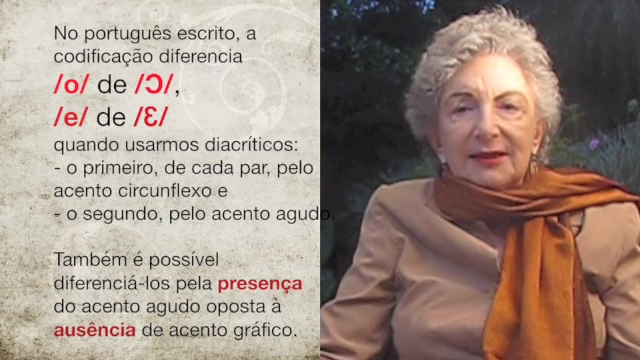 No português escrito, a
codificação diferencia
/o/ de /Ɔ/,
/e/ de /Ɛ/
quando usarmos diacríticos:
- o primeiro, de cada par, pelo
acento circunflexo e
- o segundo, pelo acento agudo.
Também é possível
diferenciá-los pela presença
do acento agudo oposta à
ausência de acento gráfico.